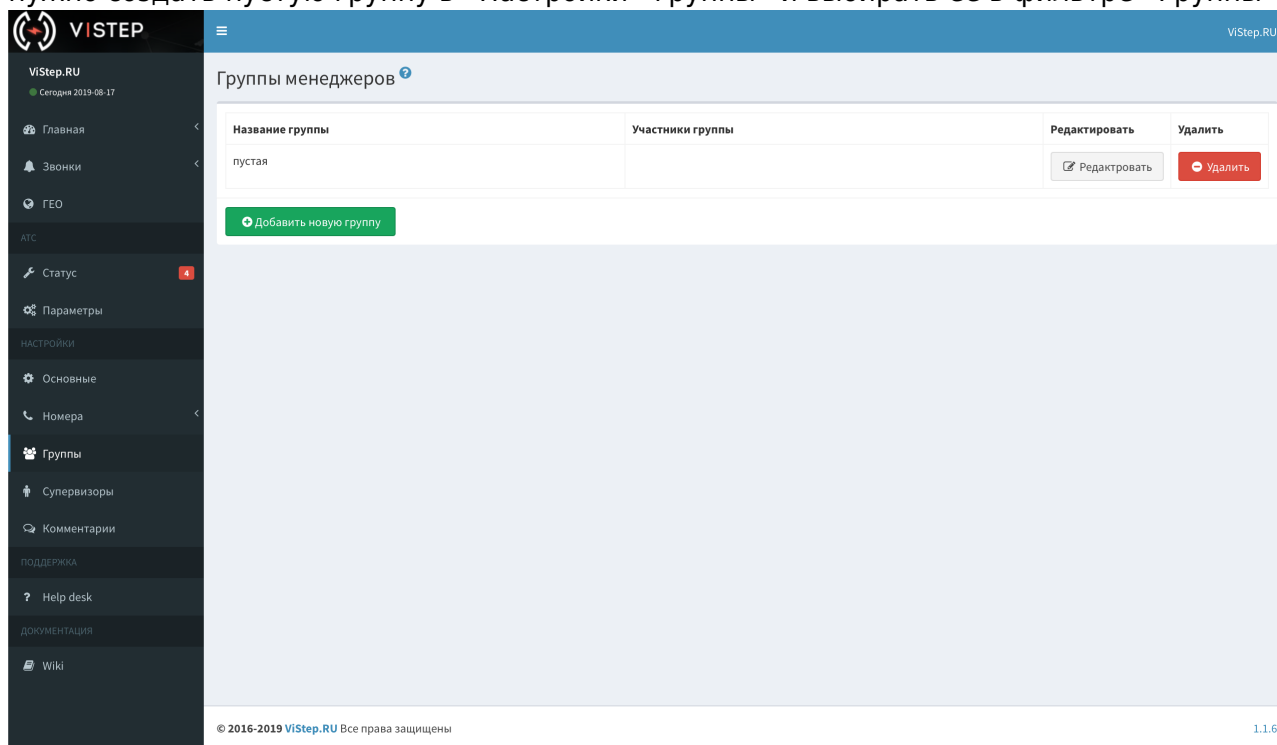 нужно создать пустую группу в "Настройки - Группы" и выбирать ее в фильтре "Группы"
VISTEP
ViStep.RU
ViStep.RU
Сегодня 2019-08-17
Группы менеджеров
Главная
Звонки
ГЕО
АТС
Статус 4
Параметры
НАСТРОЙКИ
Основные
Номера
Группы
Супервизоры
Комментарии
ПОДДЕРЖКА
? Help desk
ДОКУМЕНТАЦИЯ
Wiki
Название группы Участники группы Редактировать Удалить
пустая Редактровать Удалить
Добавить новую группу
© 2016-2019 ViStep.RU Все права защищены 1.1.6